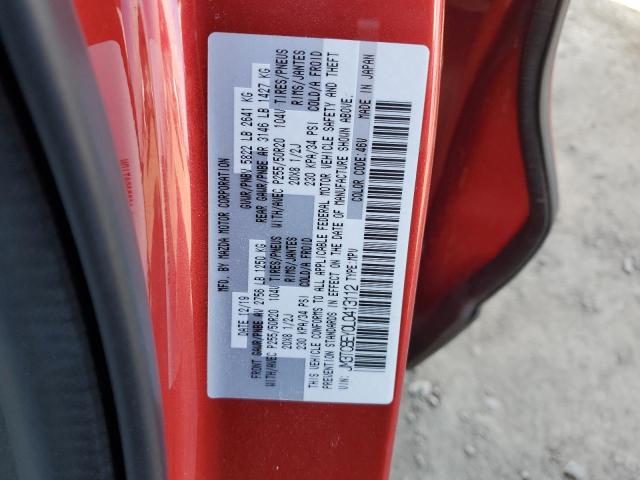 MFD. BY MAZDA MOTOR CORPORATION
DATE: 12/19 GVWR/PNBV 5822 LB 2641 KG
FRONT GAWR/PNBE AV 2756 LB 1250 KG REAR GAWR/PNBE AR 3146 LB 1427 KG
WITH/AVEC P255/50R20 104V TIRES/PNEUS WITH/AVEC P255/50R20 104V TIRES/PNEUS
20X8 1/2J RIMS/JANTES 20X8 1/2J RIMS/JANTES
230 KPA/34 PSI COLD/A FROID 230 KPA/34 PSI COLD/A FROID
THIS VEHICLE CONFORMS TO ALL APPLICABLE FEDERAL MOTOR VEHICLE SAFETY AND THEFT
PREVENTION STANDARDS IN EFFECT ON THE DATE OF MANUFACTURE SHOWN ABOVE.
VIN: JM3TCBEY0L0413112 TYPE:MPV COLOR CODE:46V MADE IN JAPAN